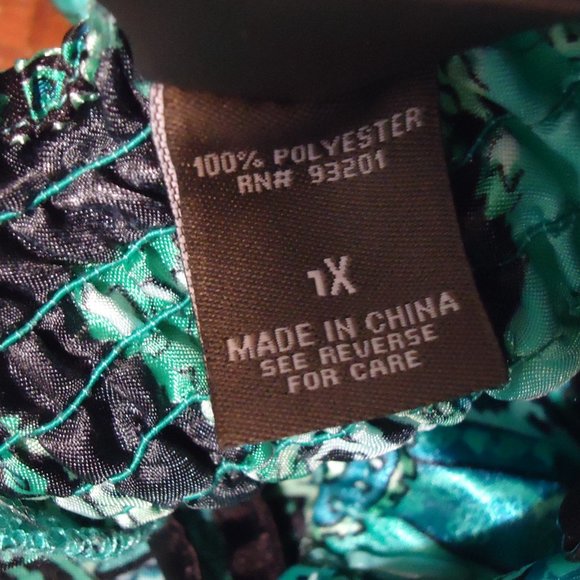 100% POLYESTER
RN# 93201
1X
MADE IN CHINA
SEE REVERSE
FOR CARE